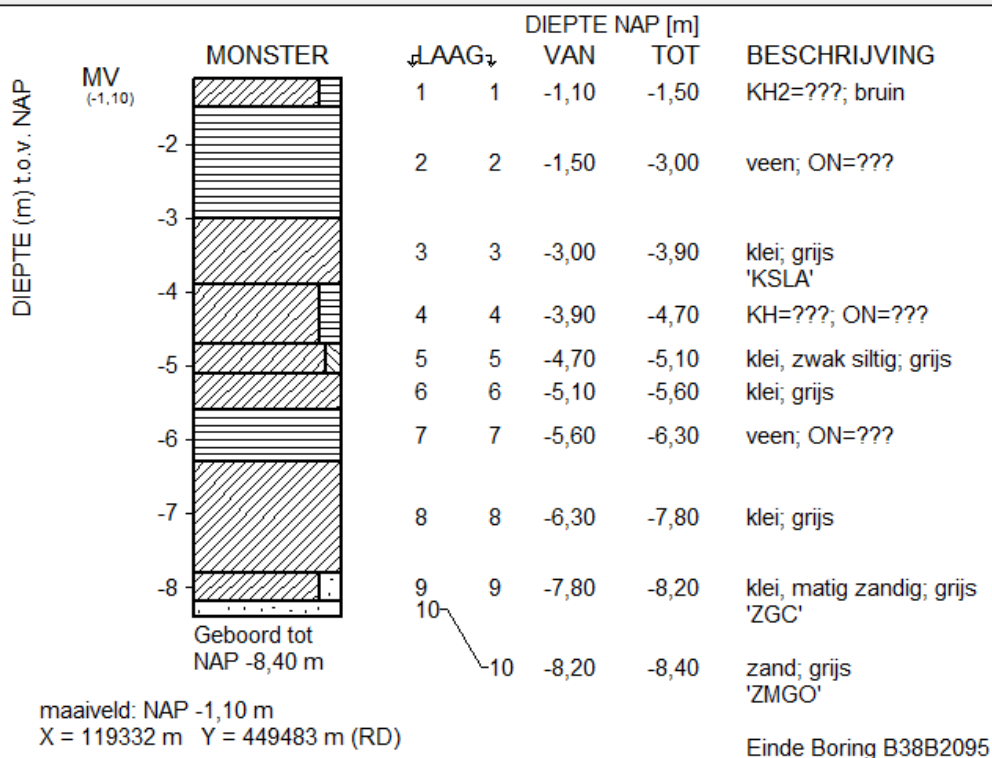 DIEPTE NAP [m]
MONSTER LAAG VAN TOT BESCHRIJVING
MV
(-1,10)
DIEPTE (m) t.o.v. NAP
1 1 -1,10 -1,50 KH2=???; bruin
-2
2 2 -1,50 -3,00 veen; ON=???
-3
3 3 -3,00 -3,90 klei; grijs
'KSLA'
-4
4 4 -3,90 -4,70 KH=???; ON=???
-5
5 5 -4,70 -5,10 klei, zwak siltig; grijs
6 6 -5,10 -5,60 klei; grijs
-6
7 7 -5,60 -6,30 veen; ON=???
-7
8 8 -6,30 -7,80 klei; grijs
-8
9 9 -7,80 -8,20 klei, matig zandig; grijs
'ZGC'
10
Geboord tot
NAP -8,40 m
10 -8,20 -8,40 zand; grijs
'ZMGO'
maaiveld: NAP -1,10 m
X = 119332 m Y = 449483 m (RD)
Einde Boring B38B2095